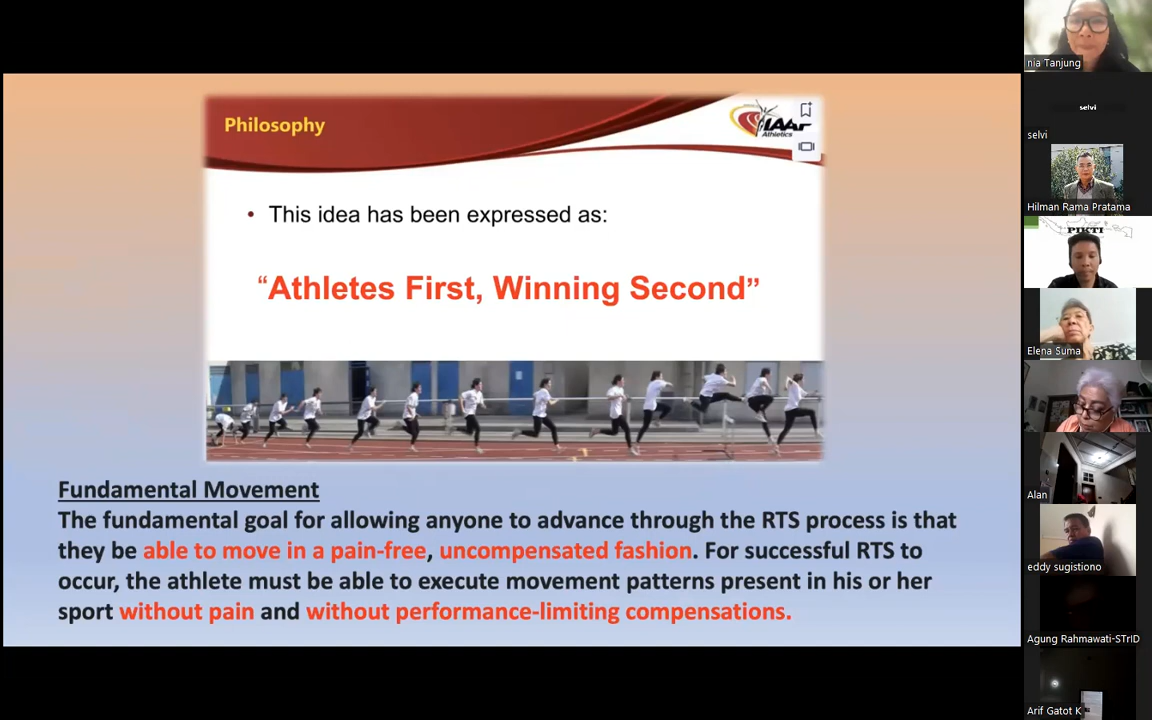 Philosophy
IAAF
Athletics
• This idea has been expressed as:
“Athletes First, Winning Second”
Fundamental Movement
The fundamental goal for allowing anyone to advance through the RTS process is that
they be able to move in a pain-free, uncompensated fashion. For successful RTS to
occur, the athlete must be able to execute movement patterns present in his or her
sport without pain and without performance-limiting compensations.
nia Tanjung
selvi
selvi
Hilman Rama Pratama
PIKTI
Elena Suma
Alan
eddy sugistiono
Agung Rahmawati-STrID
Arif Gatot K